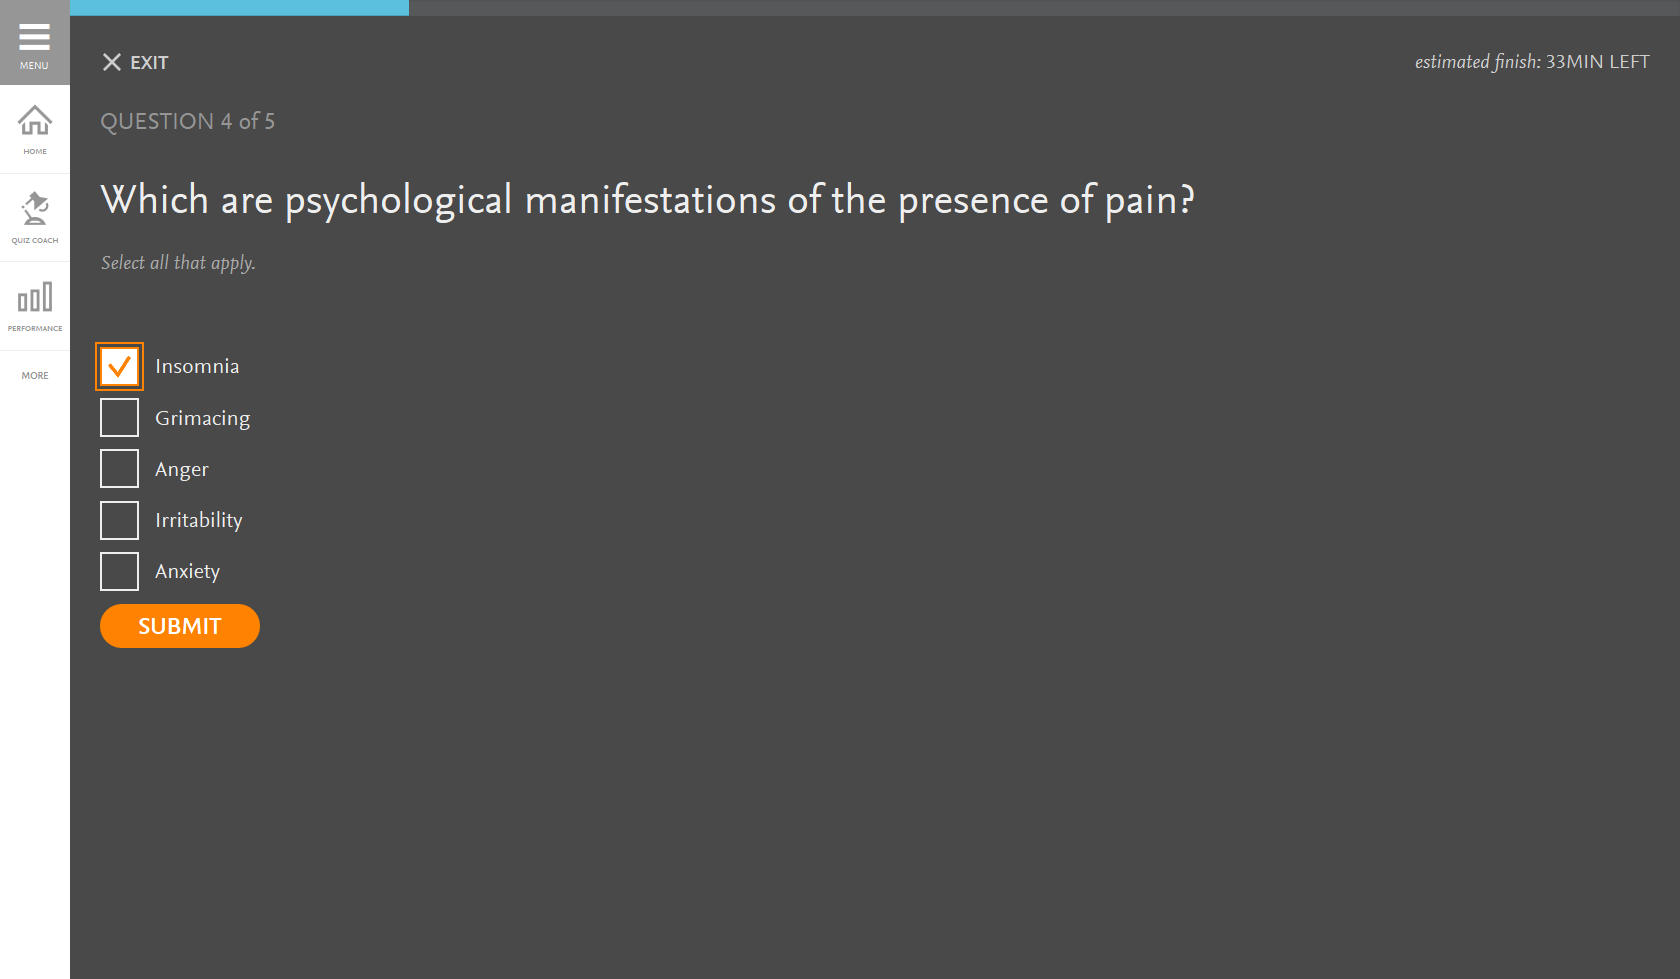 MENU
HOME
QUIZ COACH
PERFORMANCE
MORE
EXIT
estimated finish: 33MIN LEFT
QUESTION 4 of 5
Which are psychological manifestations of the presence of pain?
Select all that apply.
Insomnia
Grimacing
Anger
Irritability
Anxiety
SUBMIT